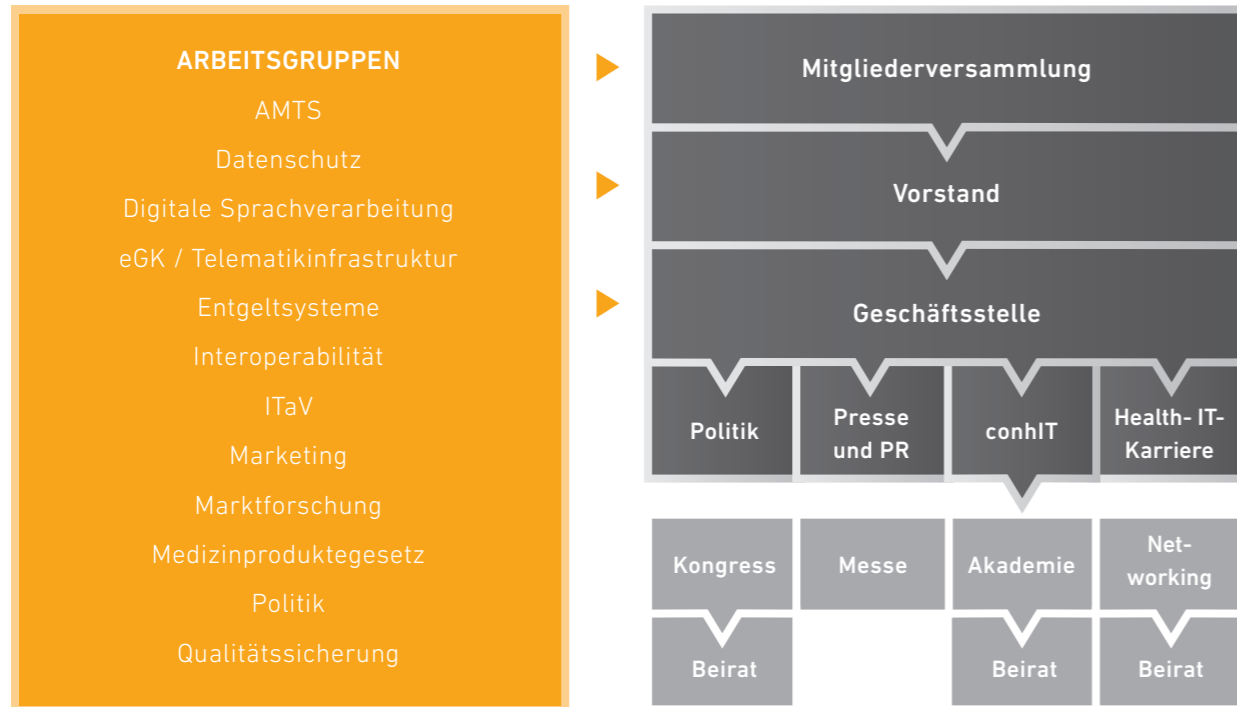 ARBEITSGRUPPEN
AMTS
Datenschutz
Digitale Sprachverarbeitung
eGK / Telematikinfrastruktur
Entgeltsysteme
Interoperabilität
ITaV
Marketing
Marktforschung
Medizinproduktegesetz
Politik
Qualitätssicherung
Mitgliederversammlung
Vorstand
Geschäftsstelle
Politik
Presse
und PR
conhIT
Health- IT-
Karriere
Kongress
Messe
Akademie
Net-
working
Beirat
Beirat
Beirat